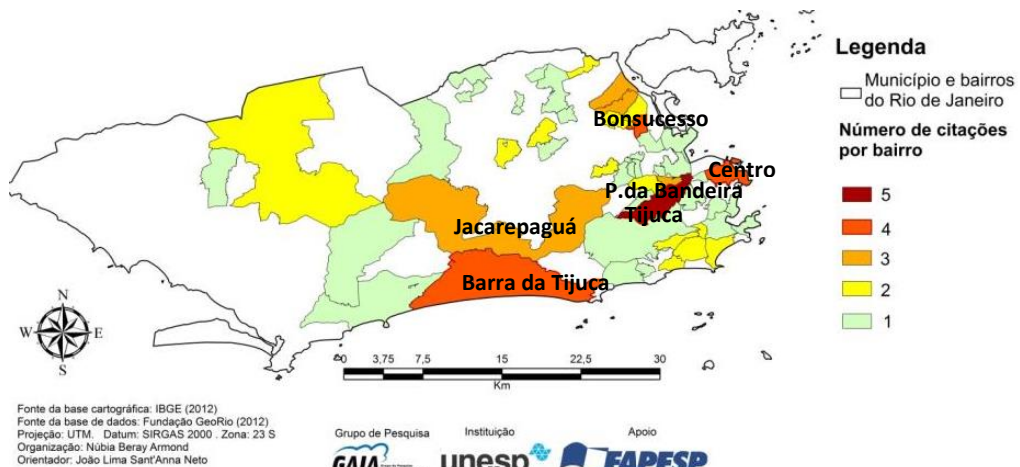 Legenda
Município e bairros
do Rio de Janeiro
Número de citações
por bairro
5
4
3
2
1
Bonsucesso
Centro
P.da Bandeira
Tijuca
Jacarepaguá
Barra da Tijuca
N
W E
S
0 3,75 7,5 15 22,5 30
Km
Fonte da base cartográfica: IBGE (2012)
Fonte da base de dados: Fundação GeoRio (2012)
Projeção: UTM. Datum: SIRGAS 2000 . Zona: 23 S
Organização: Núbia Beray Armond
Orientador: João Lima Sant'Anna Neto
Grupo de Pesquisa
Instituição
Apoio
GAIA
unesp
FAPESP